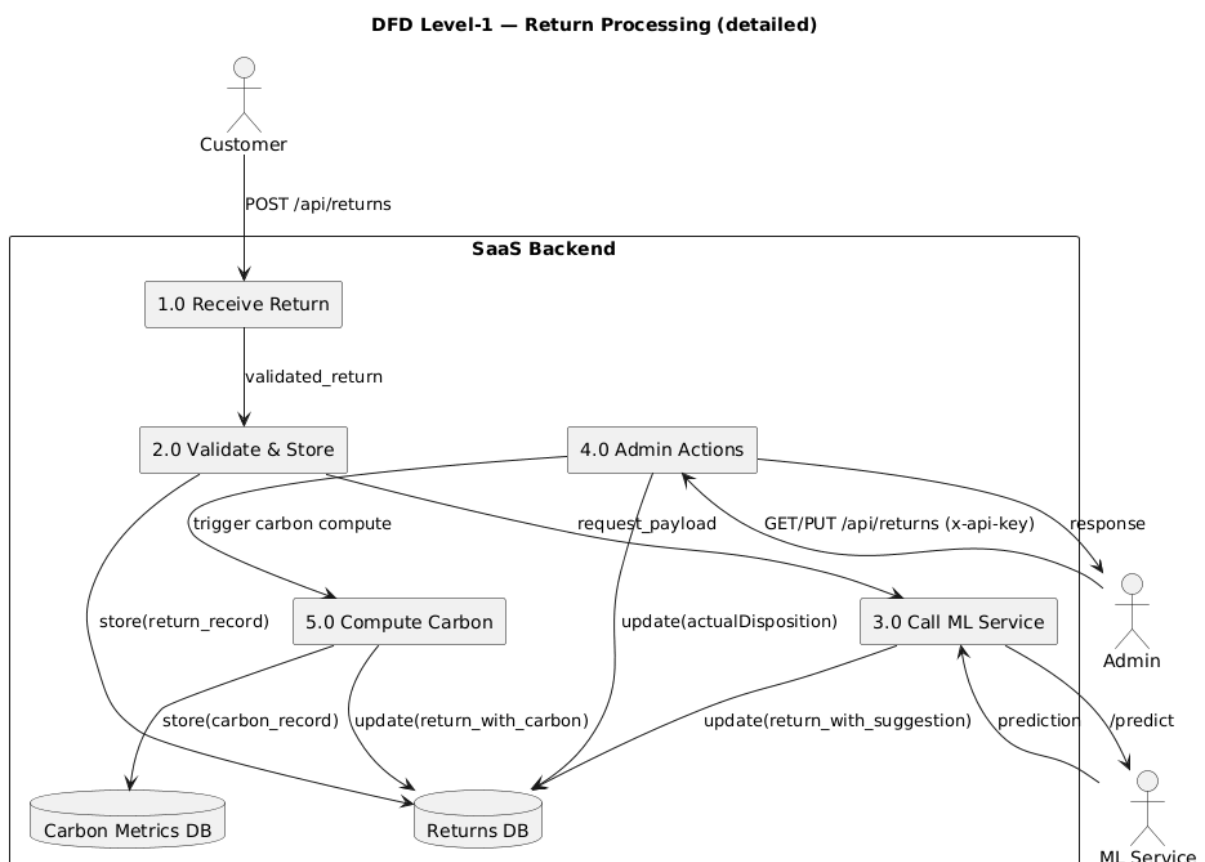 DFD Level-1 — Return Processing (detailed)
Customer
POST /api/returns
SaaS Backend
1.0 Receive Return
validated_return
2.0 Validate & Store
4.0 Admin Actions
trigger carbon compute
request_payload
GET/PUT /api/returns (x-api-key)
response
store(return_record)
5.0 Compute Carbon
update(actualDisposition)
3.0 Call ML Service
Admin
store(carbon_record)
update(return_with_carbon)
update(return_with_suggestion)
prediction
/predict
Carbon Metrics DB
Returns DB
ML Service